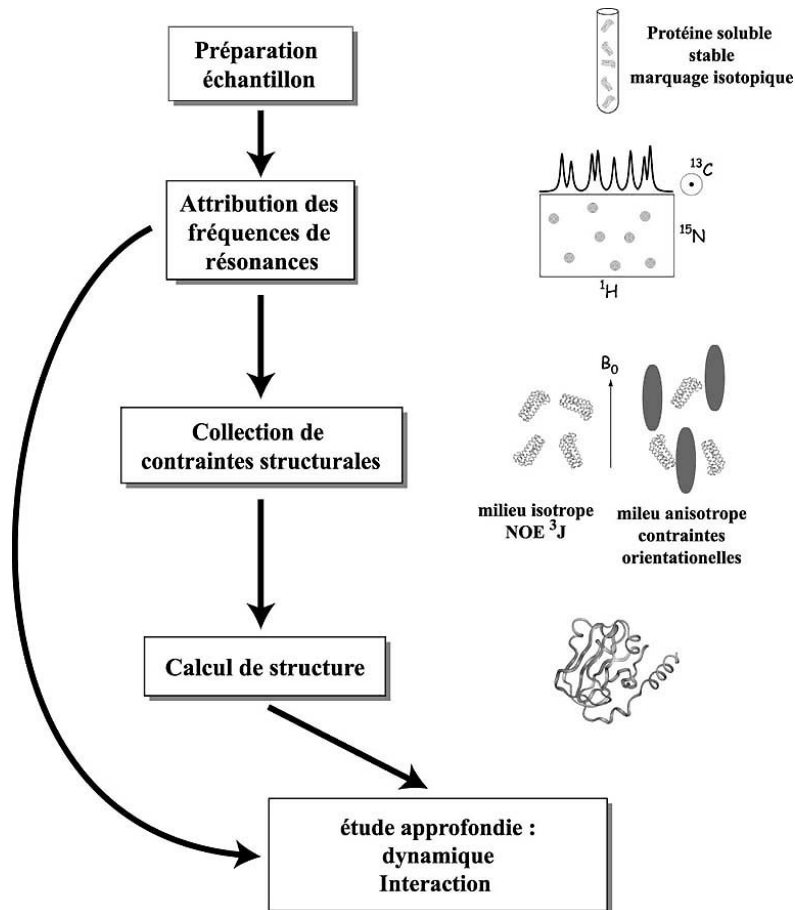 Préparation
échantillon
Protéine soluble
stable
marquage isotopique
Attribution des
fréquences de
résonances
¹³C
¹⁵N
¹H
Collection de
contraintes structurales
B₀
milieu isotrope
NOE ³J
mileu anisotrope
contraintes
orientationelles
Calcul de structure
étude approfondie :
dynamique
Interaction